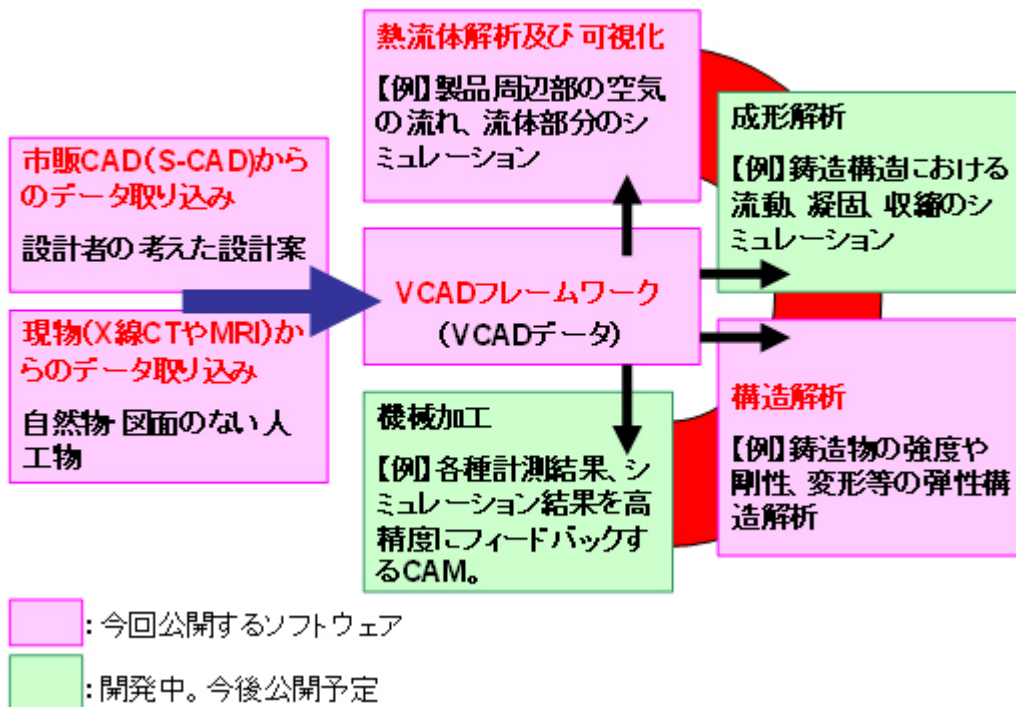 熱流体解析及び可視化
【例】製品周辺部の空気
の流れ、流体部分のシ
ミュレーション
市販CAD(S-CAD)から
のデータ取り込み
設計者の考えた設計案
成形解析
【例】鋳造構造における
流動、凝固、収縮のシ
ミュレーション
VCADフレームワーク
(VCADデータ)
現物(X線CTやMRI)か
らのデータ取り込み
自然物・図面のない人
工物
機械加工
【例】各種計測結果、シ
ミュレーション結果を高
精度にフィードバックす
るCAM。
構造解析
【例】鋳造物の強度や
剛性、変形等の弾性構
造解析
:今回公開するソフトウェア
:開発中。今後公開予定